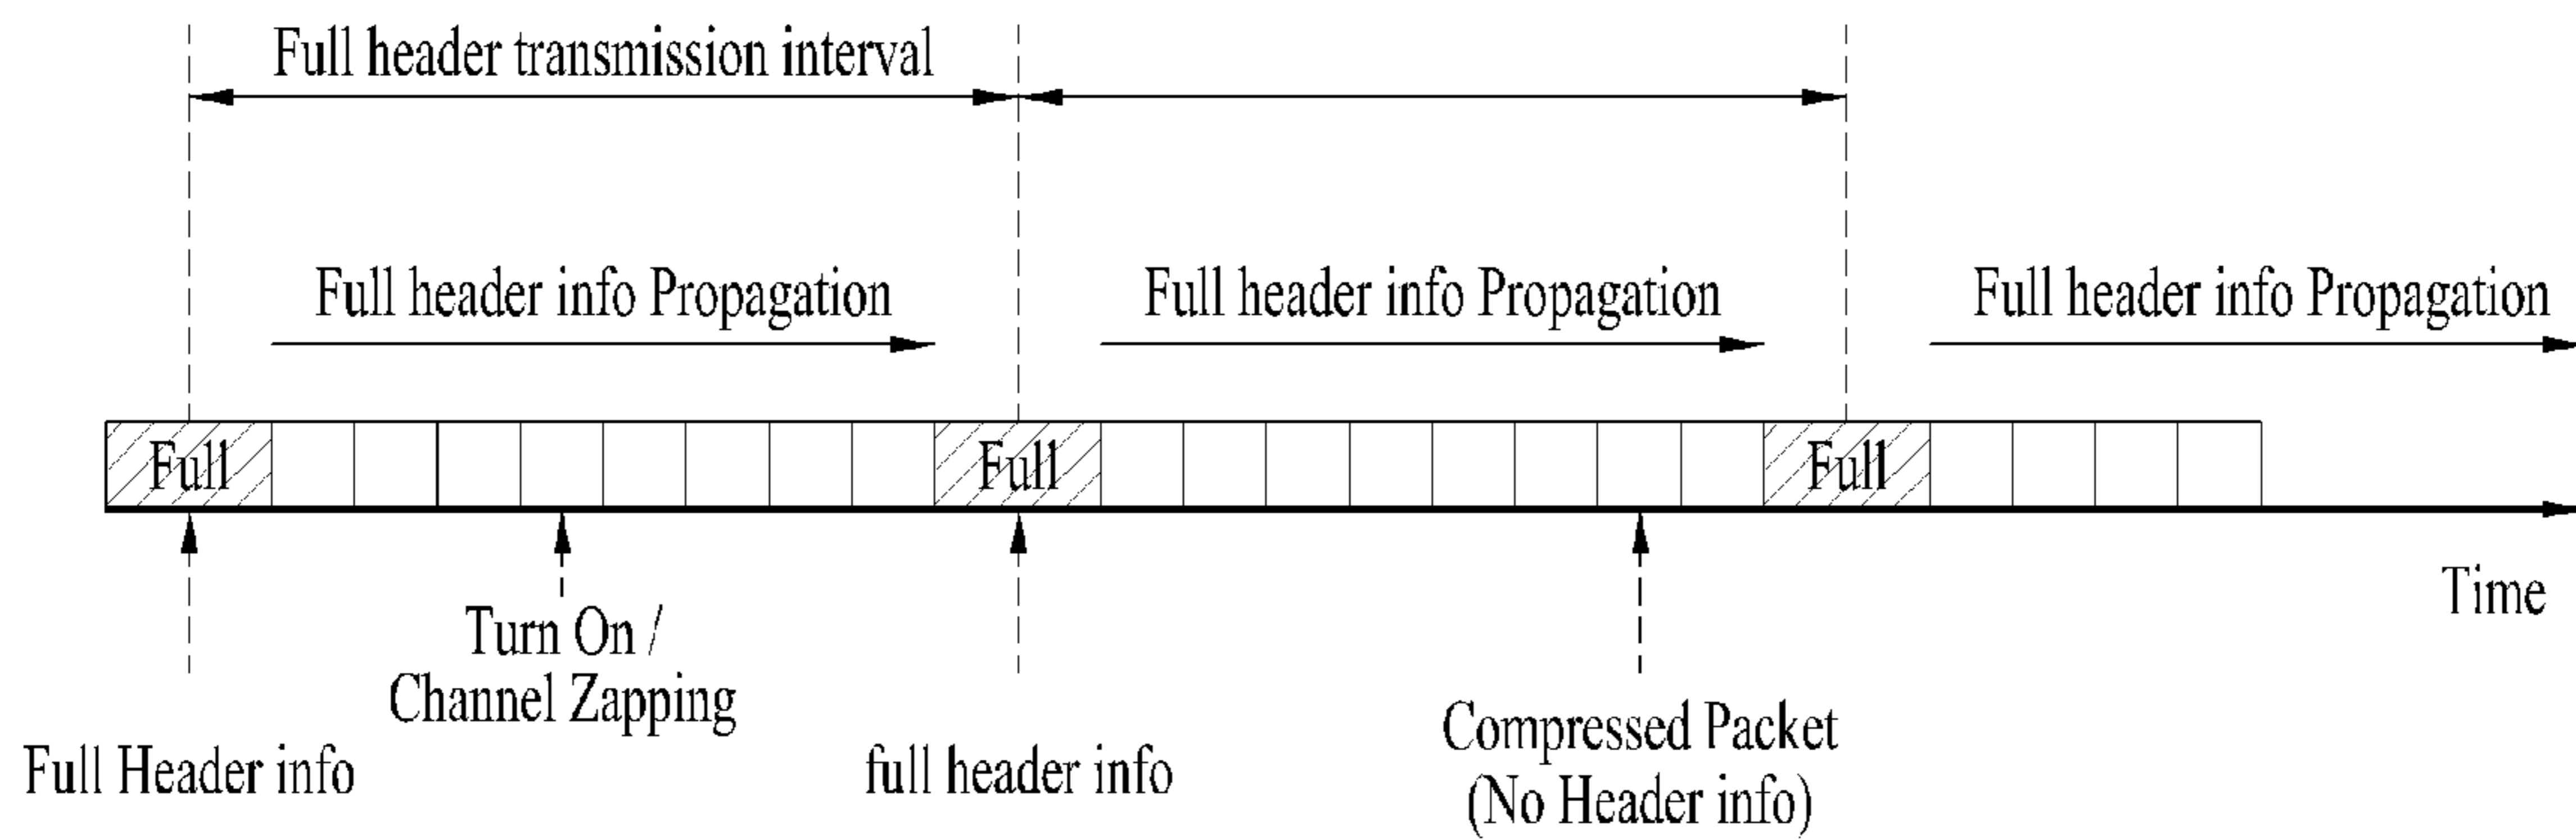 Full header transmission interval
Full header info Propagation
Full header info Propagation
Full header info Propagation
Full
Full
Full
Time
Turn On /
Channel Zapping
Full Header info
full header info
Compressed Packet
(No Header info)